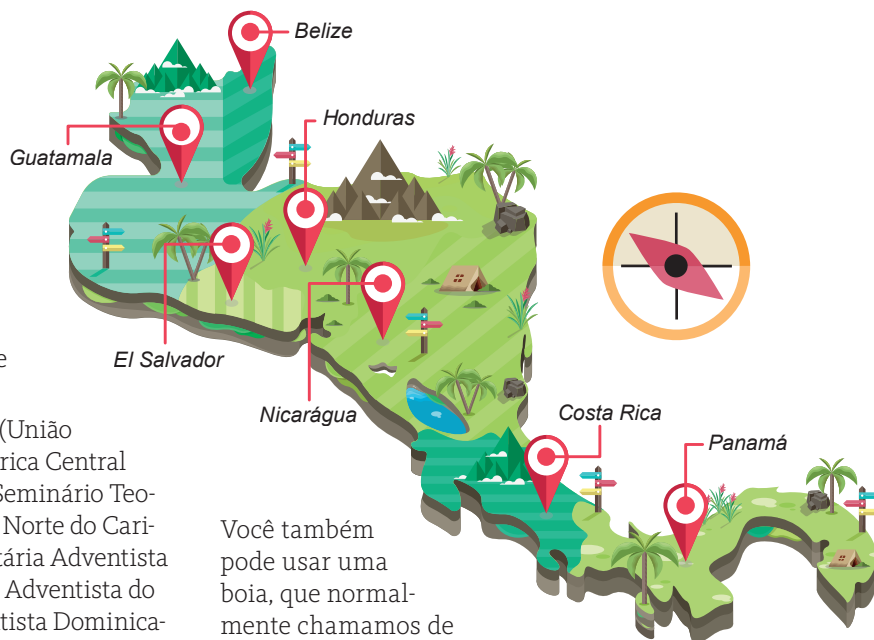 Belize
Honduras
Guatamala
El Salvador
Nicarágua
Costa Rica
Panamá
e
(União
rica Central
Seminário Teo-
Norte do Cari-
tária Adventista
Adventista do
tista Dominica-
Você também
pode usar uma
boia, que normal-
mente chamamos de